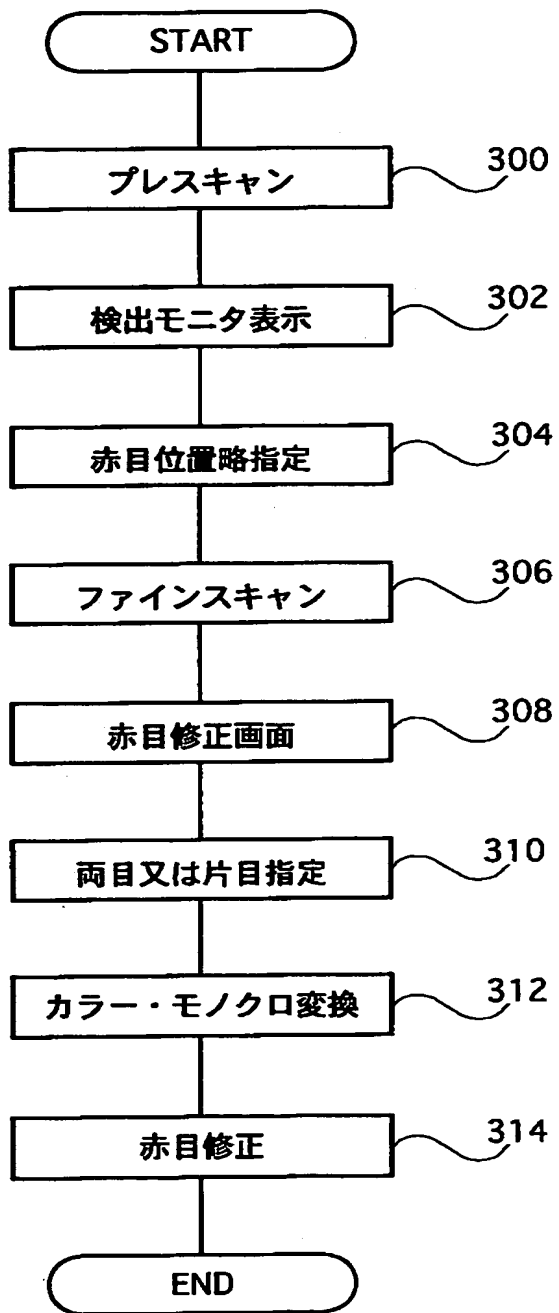 START
プレスキャン
300
検出モニタ表示
302
赤目位置略指定
304
ファインスキャン
306
赤目修正画面
308
両目又は片目指定
310
カラー・モノクロ変換
312
赤目修正
314
END